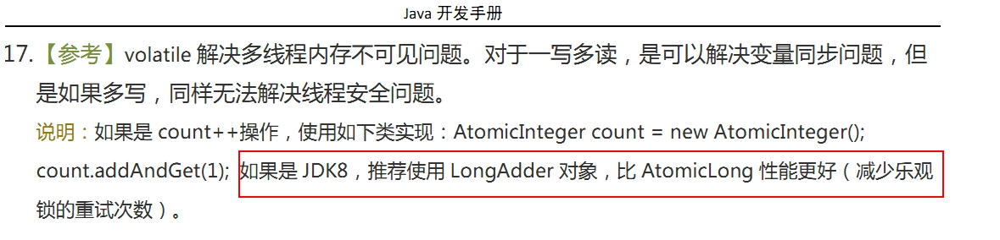 Java 开发手册
17.【参考】volatile 解决多线程内存不可见问题。对于一写多读，是可以解决变量同步问题，但
是如果多写，同样无法解决线程安全问题。
说明：如果是 count++操作，使用如下类实现：AtomicInteger count = new AtomicInteger();
count.addAndGet(1); 如果是 JDK8，推荐使用 LongAdder 对象，比 AtomicLong 性能更好（减少乐观
锁的重试次数）。